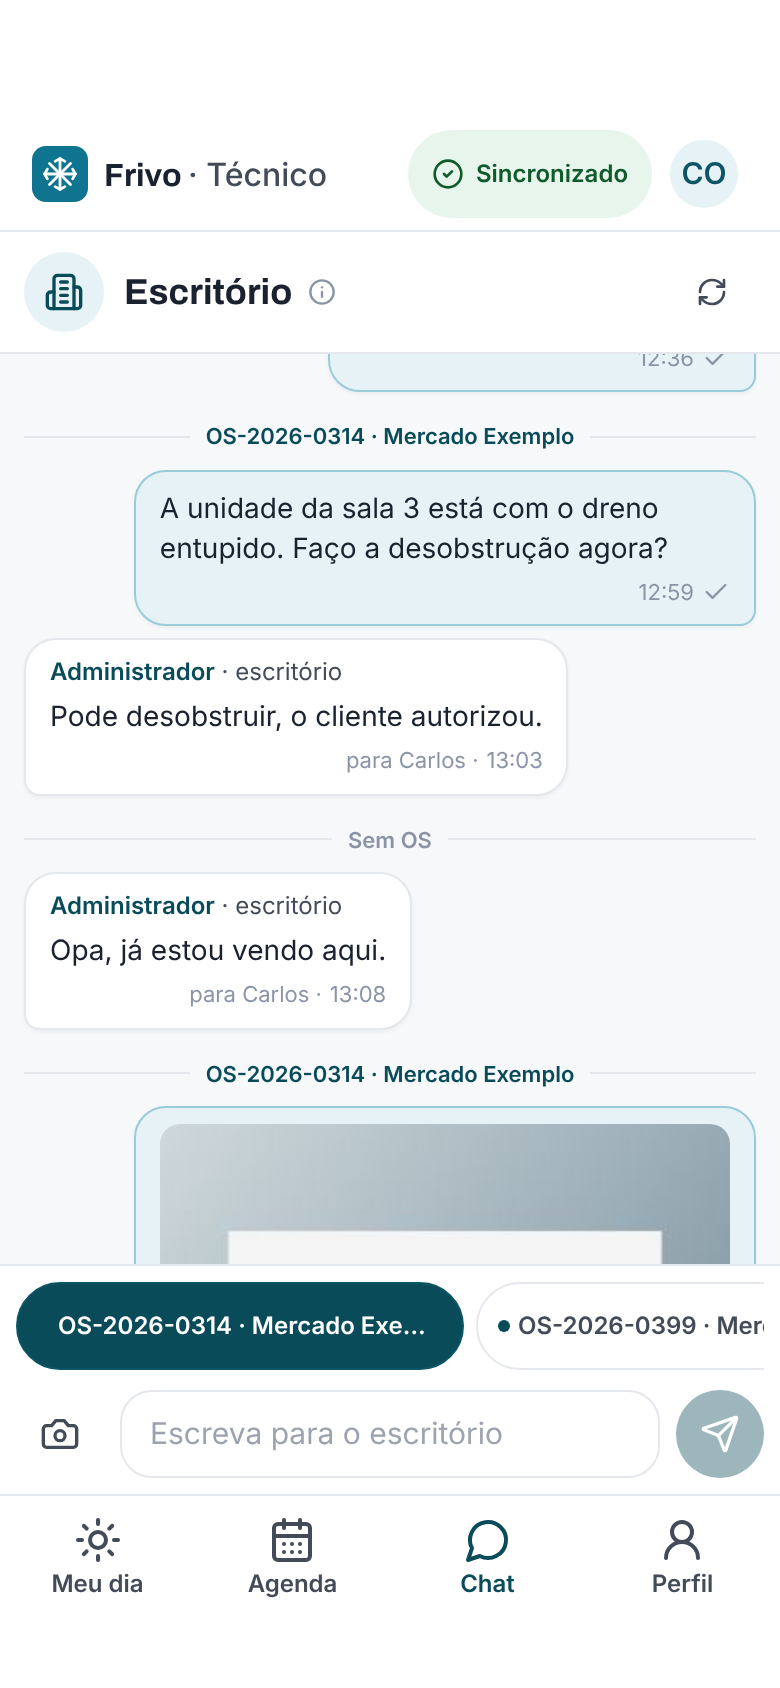 Frivo · Técnico
Sincronizado
CO
Escritório
12:36
OS-2026-0314 · Mercado Exemplo
A unidade da sala 3 está com o dreno
entupido. Faço a desobstrução agora?
12:59
Administrador · escritório
Pode desobstruir, o cliente autorizou.
para Carlos · 13:03
Sem OS
Administrador · escritório
Opa, já estou vendo aqui.
para Carlos · 13:08
OS-2026-0314 · Mercado Exemplo
OS-2026-0314 · Mercado Exe...
OS-2026-0399 · Mer
Escreva para o escritório
Meu dia
Agenda
Chat
Perfil